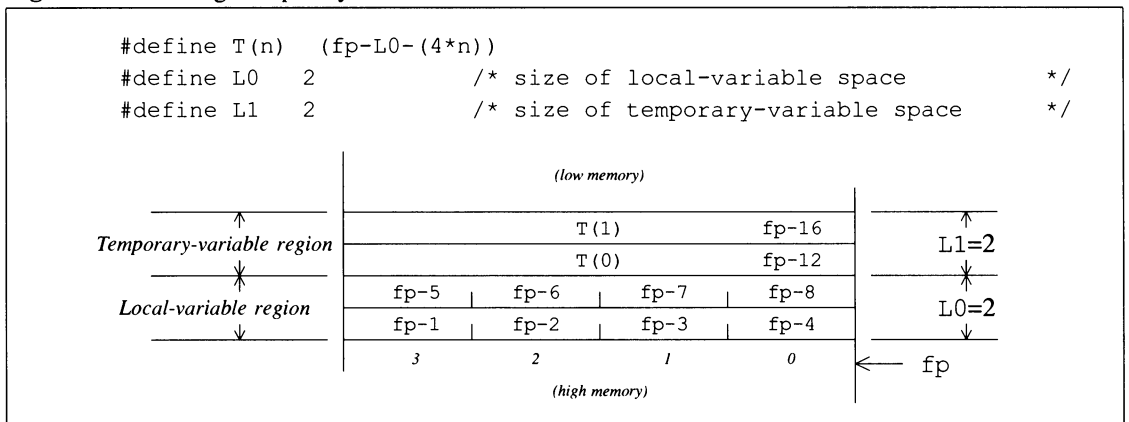 #define T(n) (fp-L0-(4*n))
#define L0 2 /* size of local-variable space */
#define L1 2 /* size of temporary-variable space */
(low memory)
Temporary-variable region
T(1) fp-16
T(0) fp-12
L1=2
Local-variable region
fp-5 fp-6 fp-7 fp-8
fp-1 fp-2 fp-3 fp-4
L0=2
3 2 1 0
fp
(high memory)